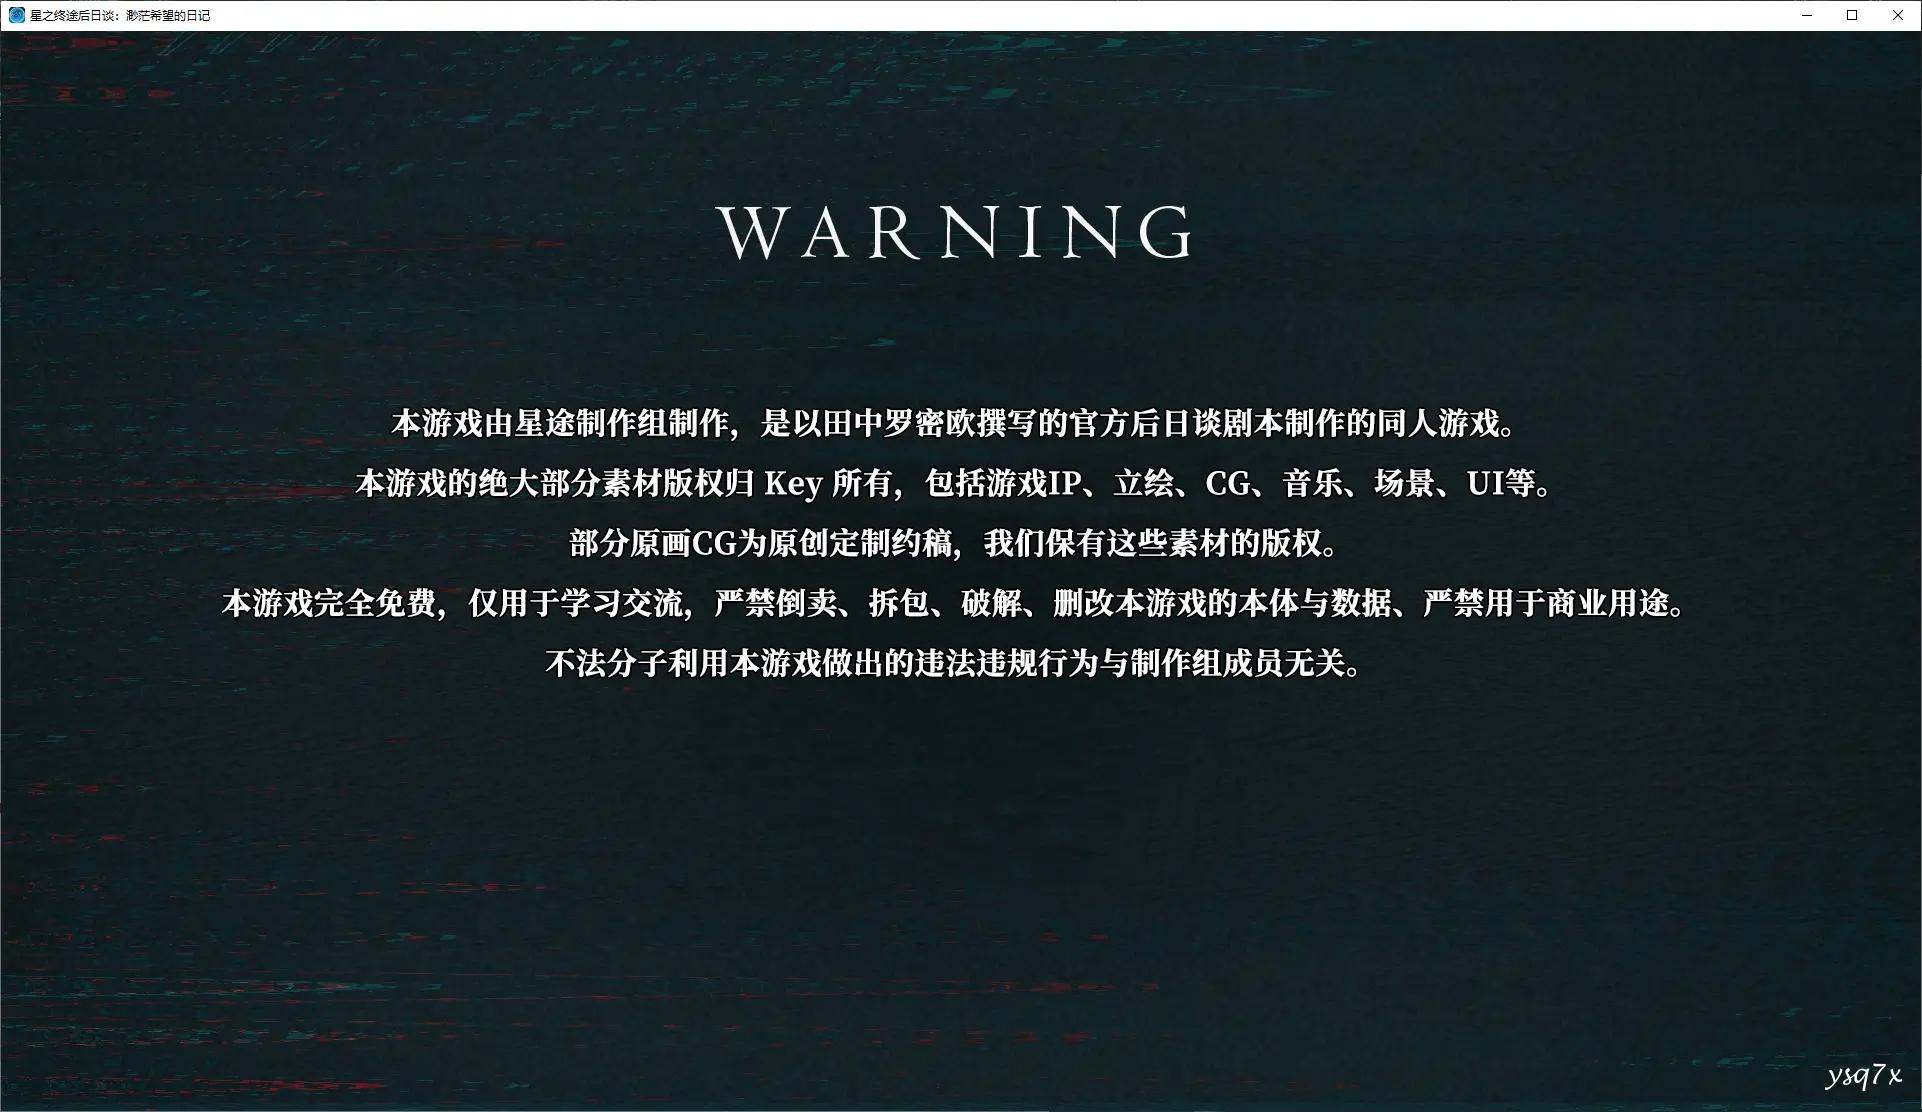 星之终途后日谈：渺茫希望的日记
WARNING
本游戏由星途制作组制作，是以田中罗密欧撰写的官方后日谈剧本制作的同人游戏。
本游戏的绝大部分素材版权归 Key 所有，包括游戏IP、立绘、CG、音乐、场景、UI等。
部分原画CG为原创定制约稿，我们保有这些素材的版权。
本游戏完全免费，仅用于学习交流，严禁倒卖、拆包、破解、删改本游戏的本体与数据、严禁用于商业用途。
不法分子利用本游戏做出的违法违规行为与制作组成员无关。
ysq7x